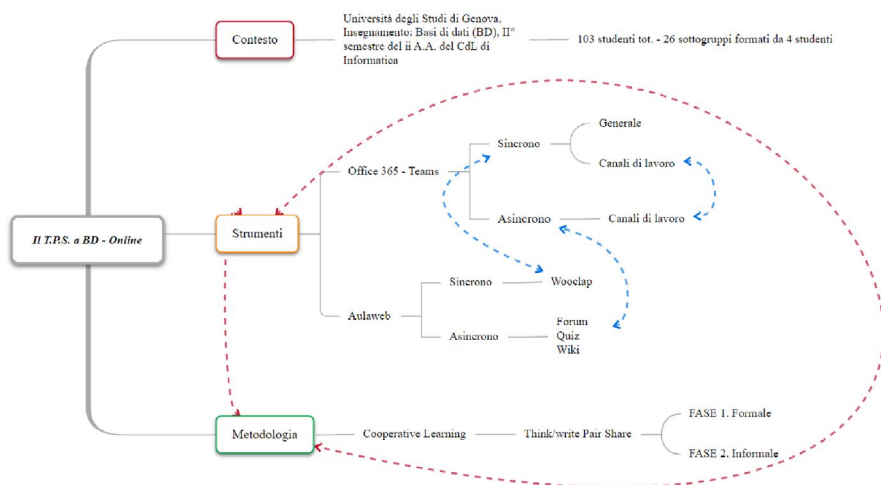 Contesto
Università degli Studi di Genova,
Insegnamento: Basi di dati (BD), II°
semestre del ii A.A. del CdL di
Informatica
103 studenti tot. - 26 sottogruppi formati da 4 studenti
Il T.P.S. a BD - Online
Strumenti
Office 365 - Teams
Sincrono
Generale
Canali di lavoro
Asincrono
Canali di lavoro
Aulaweb
Sincrono
Wooclap
Asincrono
Forum
Quiz
Wiki
Metodologia
Cooperative Learning
Think/write Pair Share
FASE 1. Formale
FASE 2. Informale